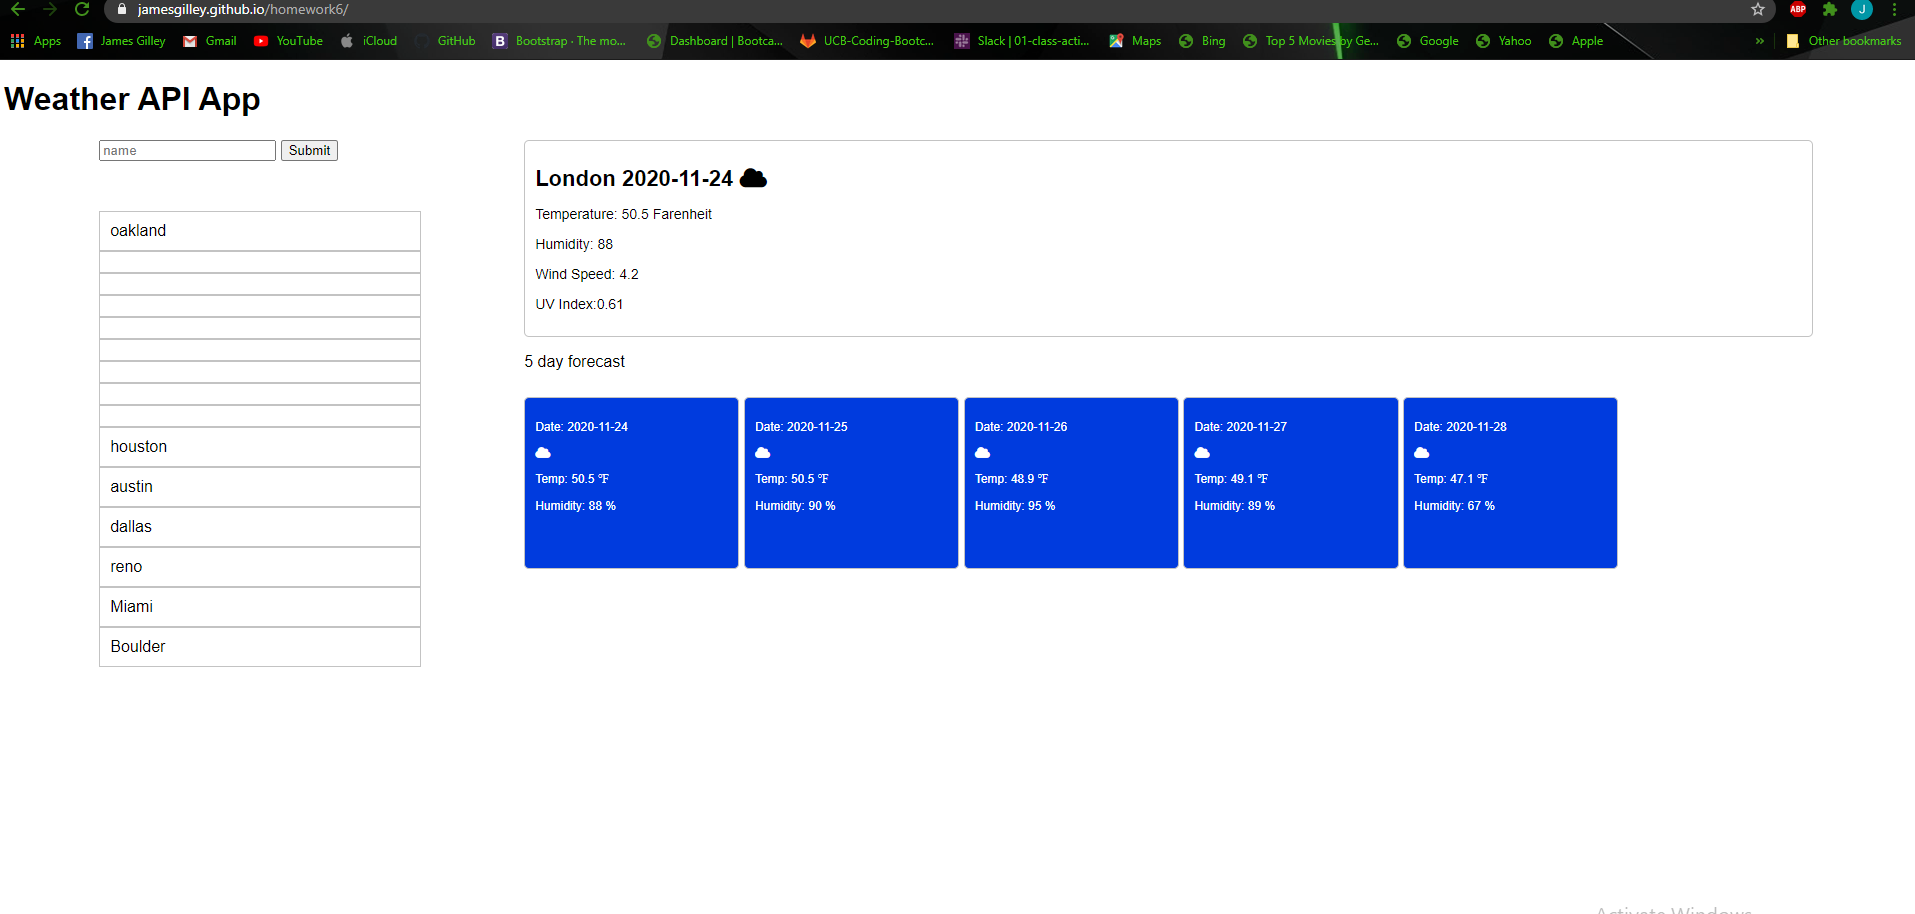 jamesgilley.github.io/homework6/
ABP
J
Apps James Gilley Gmail YouTube iCloud GitHub B Bootstrap · The mo... Dashboard | Bootca... UCB-Coding-Bootc... Slack | 01-class-acti... Maps Bing Top 5 Movies by Ge... Google Yahoo Apple » Other bookmarks
Weather API App
name Submit
oakland
houston
austin
dallas
reno
Miami
Boulder
London 2020-11-24
Temperature: 50.5 Farenheit
Humidity: 88
Wind Speed: 4.2
UV Index:0.61
5 day forecast
Date: 2020-11-24
Temp: 50.5 °F
Humidity: 88 %
Date: 2020-11-25
Temp: 50.5 °F
Humidity: 90 %
Date: 2020-11-26
Temp: 48.9 °F
Humidity: 95 %
Date: 2020-11-27
Temp: 49.1 °F
Humidity: 89 %
Date: 2020-11-28
Temp: 47.1 °F
Humidity: 67 %
Activate Windows